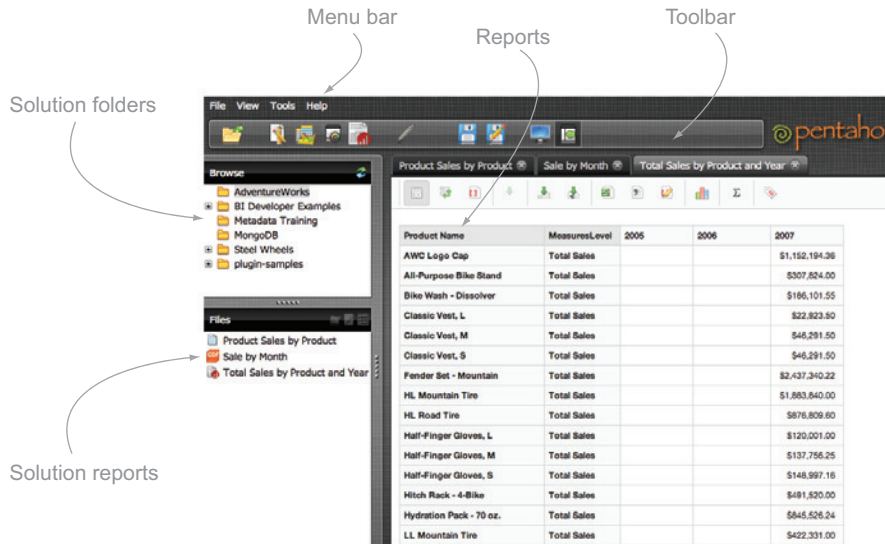 Menu bar
Reports
Toolbar
Solution folders
File View Tools Help
pentaho
Browse
AdventureWorks
BI Developer Examples
Metadata Training
MongoDB
Steel Wheels
plugin-samples
Files
Product Sales by Product
Sale by Month
Total Sales by Product and Year
Solution reports
Product Sales by Product Sale by Month Total Sales by Product and Year
Product Name MeasuresLevel 2005 2006 2007
AWC Logo Cap Total Sales $1,152,194.36
All-Purpose Bike Stand Total Sales $307,824.00
Bike Wash - Dissolver Total Sales $166,101.55
Classic Vest, L Total Sales $22,923.50
Classic Vest, M Total Sales $46,291.50
Classic Vest, S Total Sales $46,291.50
Fender Set - Mountain Total Sales $2,437,340.22
HL Mountain Tire Total Sales $1,863,840.00
HL Road Tire Total Sales $876,809.60
Half-Finger Gloves, L Total Sales $120,001.00
Half-Finger Gloves, M Total Sales $137,756.25
Half-Finger Gloves, S Total Sales $148,997.16
Hitch Rack - 4-Bike Total Sales $491,520.00
Hydration Pack - 70 oz. Total Sales $845,526.24
LL Mountain Tire Total Sales $422,331.00